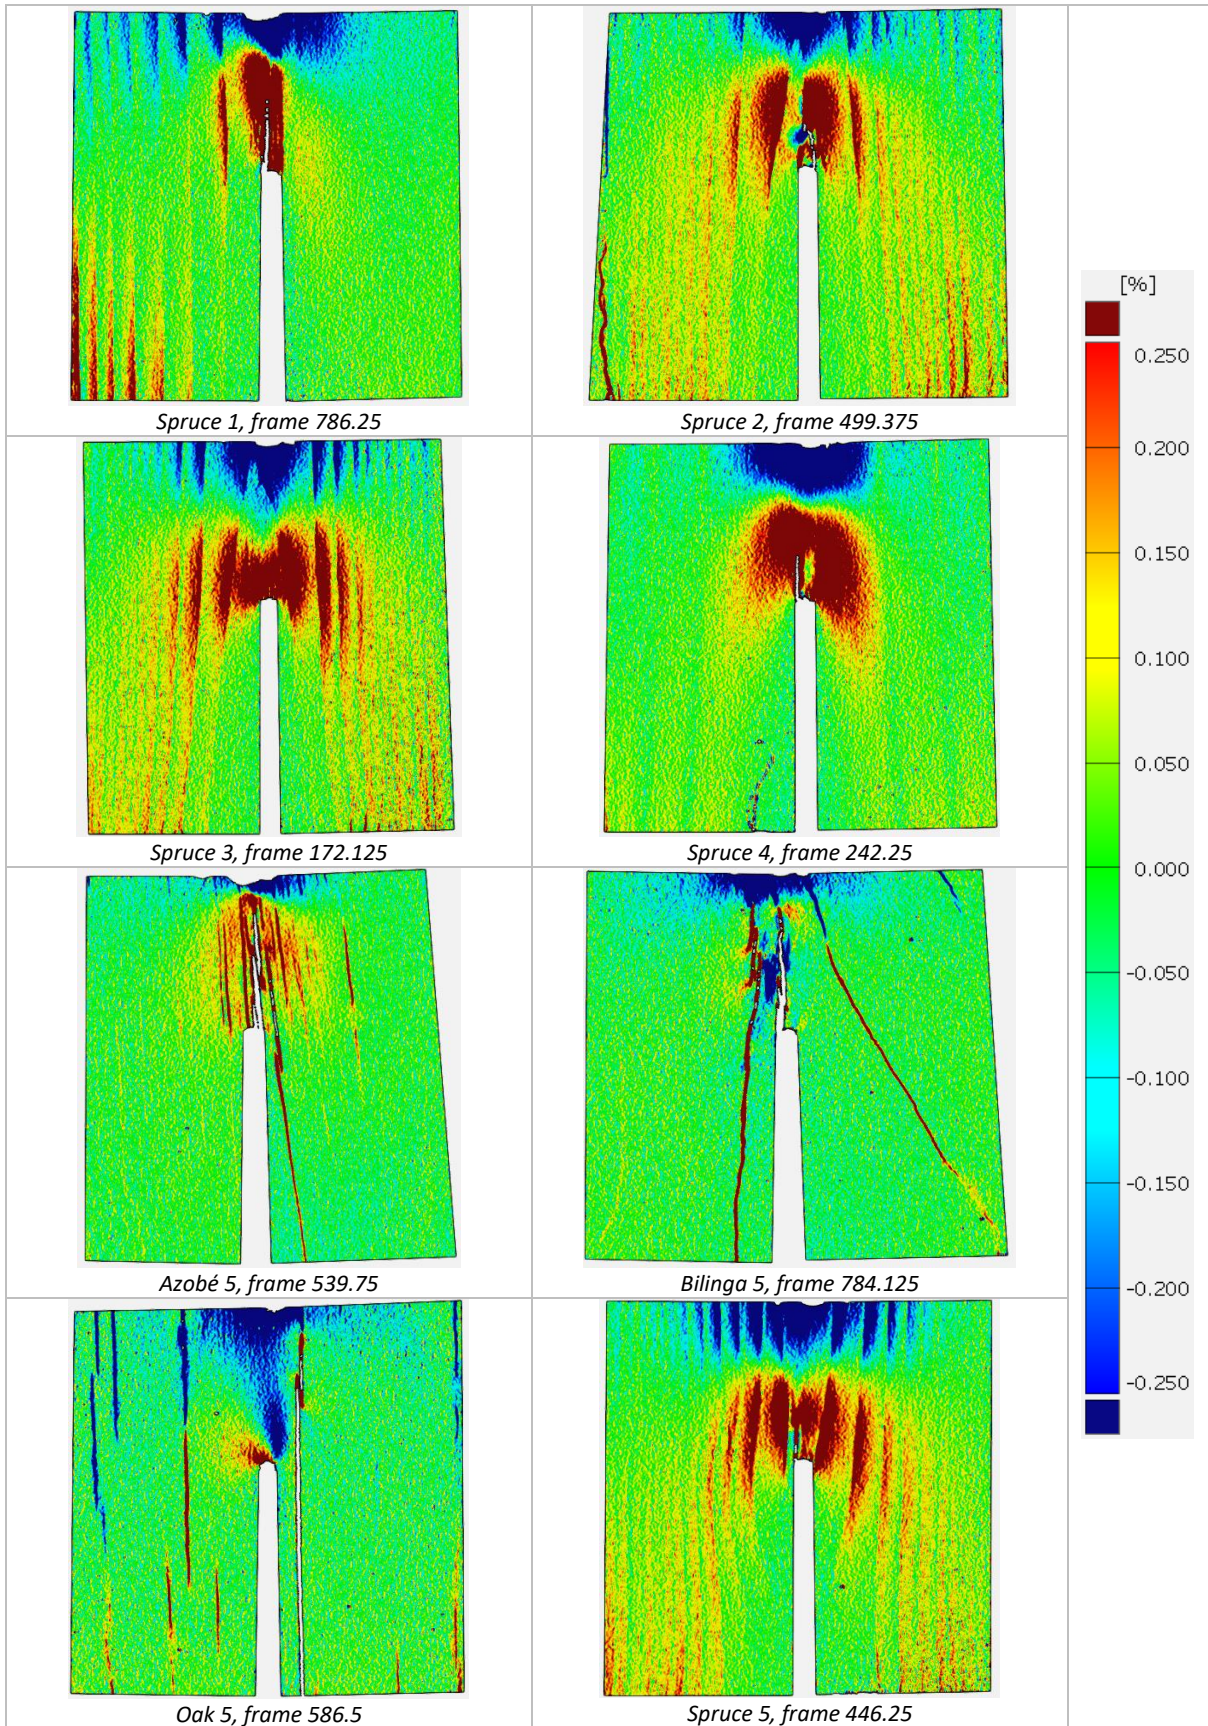 [%]
0.250
0.200
0.150
0.100
0.050
0.000
-0.050
-0.100
-0.150
-0.200
-0.250
Spruce 1, frame 786.25
Spruce 2, frame 499.375
Spruce 3, frame 172.125
Spruce 4, frame 242.25
Azobé 5, frame 539.75
Bilinga 5, frame 784.125
Oak 5, frame 586.5
Spruce 5, frame 446.25